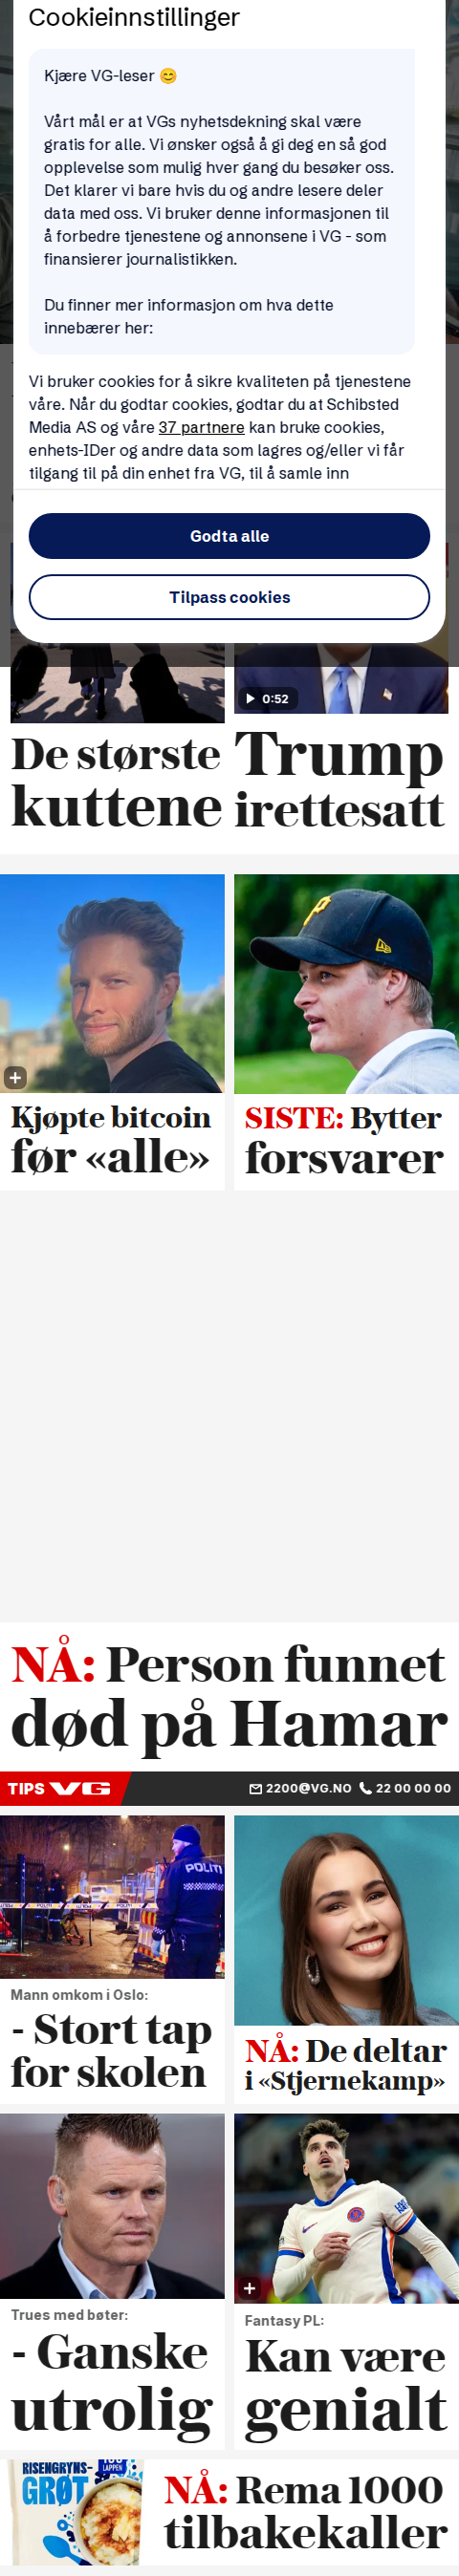 Cookieinnstillinger
Kjære VG-leser 😊
Vårt mål er at VGs nyhetsdekning skal være
gratis for alle. Vi ønsker også å gi deg en så god
opplevelse som mulig hver gang du besøker oss.
Det klarer vi bare hvis du og andre lesere deler
data med oss. Vi bruker denne informasjonen til
å forbedre tjenestene og annonsene i VG - som
finansierer journalistikken.
Du finner mer informasjon om hva dette
innebærer her:
Vi bruker cookies for å sikre kvaliteten på tjenestene
våre. Når du godtar cookies, godtar du at Schibsted
Media AS og våre 37 partnere kan bruke cookies,
enhets-IDer og andre data som lagres og/eller vi får
tilgang til på din enhet fra VG, til å samle inn
Godta alle
Tilpass cookies
0:52
De største
kuttene
Trump
irettesatt
Kjøpte bitcoin
før «alle»
SISTE: Bytter
forsvarer
NÅ: Person funnet
død på Hamar
TIPS VG 2200@VG.NO 22 00 00 00
POLITI
Mann omkom i Oslo:
- Stort tap
for skolen
NÅ: De deltar
i «Stjernekamp»
Trues med bøter:
- Ganske
utrolig
Fantasy PL:
Kan være
genialt
RISENGRYNS-
GRØT
LAPPEN
NÅ: Rema 1000
tilbakekaller